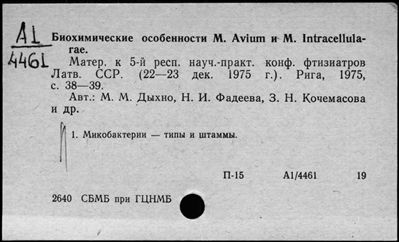 А1
4461
Биохимические особенности M. Avium и M. Intracellula-
rae.
Матер. к 5-й респ. науч.-практ. конф. фтизиатров
Латв. ССР. (22—23 дек. 1975 г.). Рига, 1975,
с. 38—39.
Авт.: М. М. Дыхно, Н. И. Фадеева, З. Н. Кочемасова
и др.
1. Микобактерии — типы и штаммы.
П-15 А1/4461 19
2640 СБМБ при ГЦНМБ